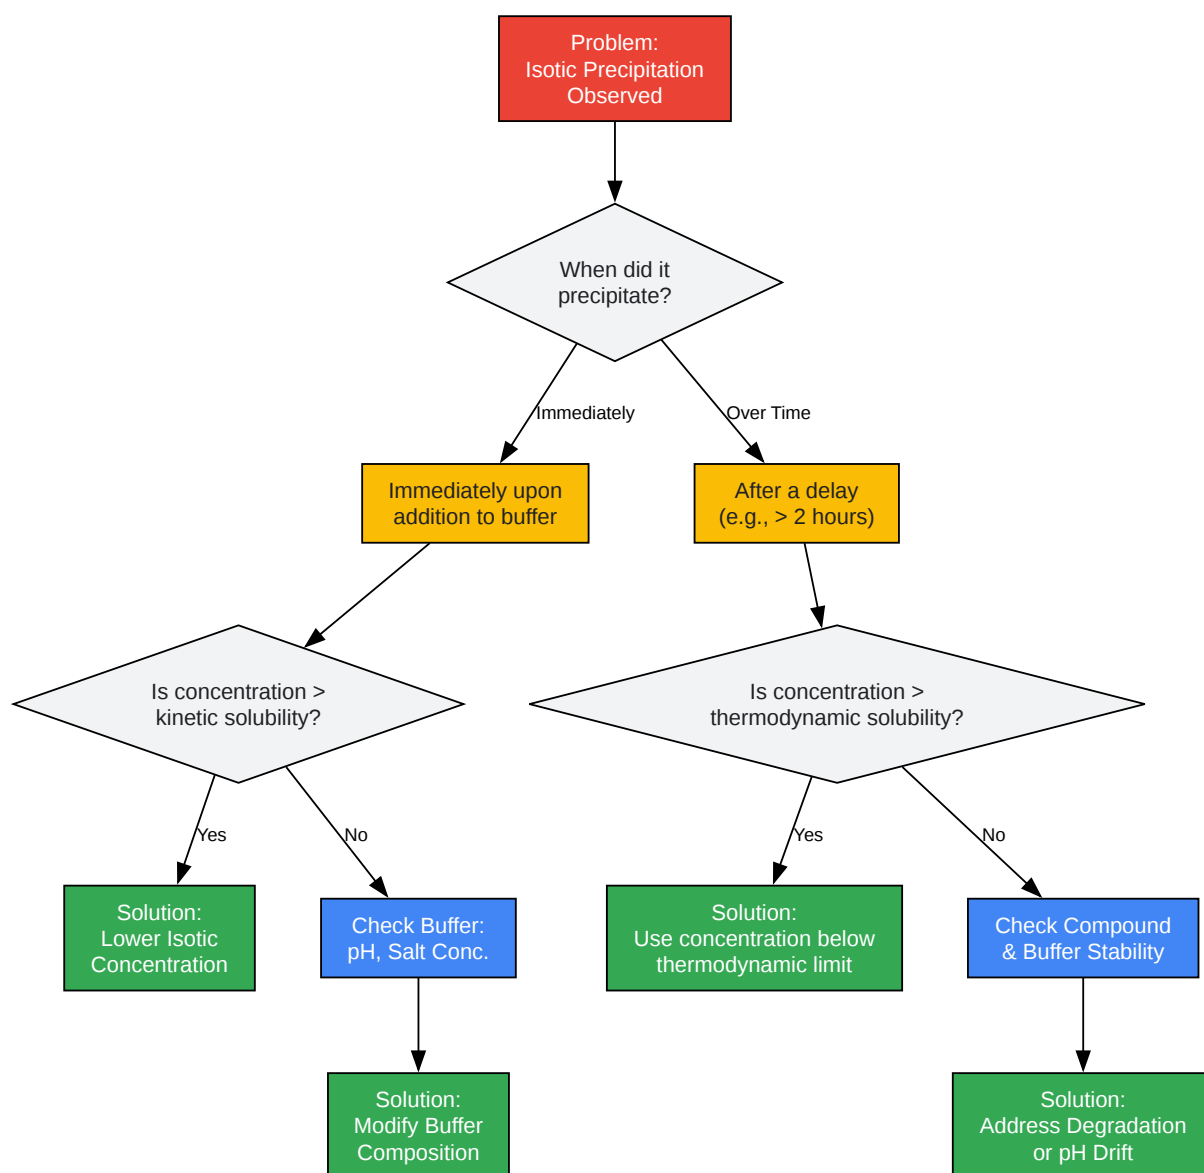 Problem:
Isotic Precipitation
Observed
When did it
precipitate?
Immediately
Over Time
Immediately upon
addition to buffer
After a delay
(e.g., > 2 hours)
Is concentration >
kinetic solubility?
Is concentration >
thermodynamic solubility?
Yes
No
Yes
No
Solution:
Lower Isotic
Concentration
Check Buffer:
pH, Salt Conc.
Solution:
Use concentration below
thermodynamic limit
Check Compound
& Buffer Stability
Solution:
Modify Buffer
Composition
Solution:
Address Degradation
or pH Drift